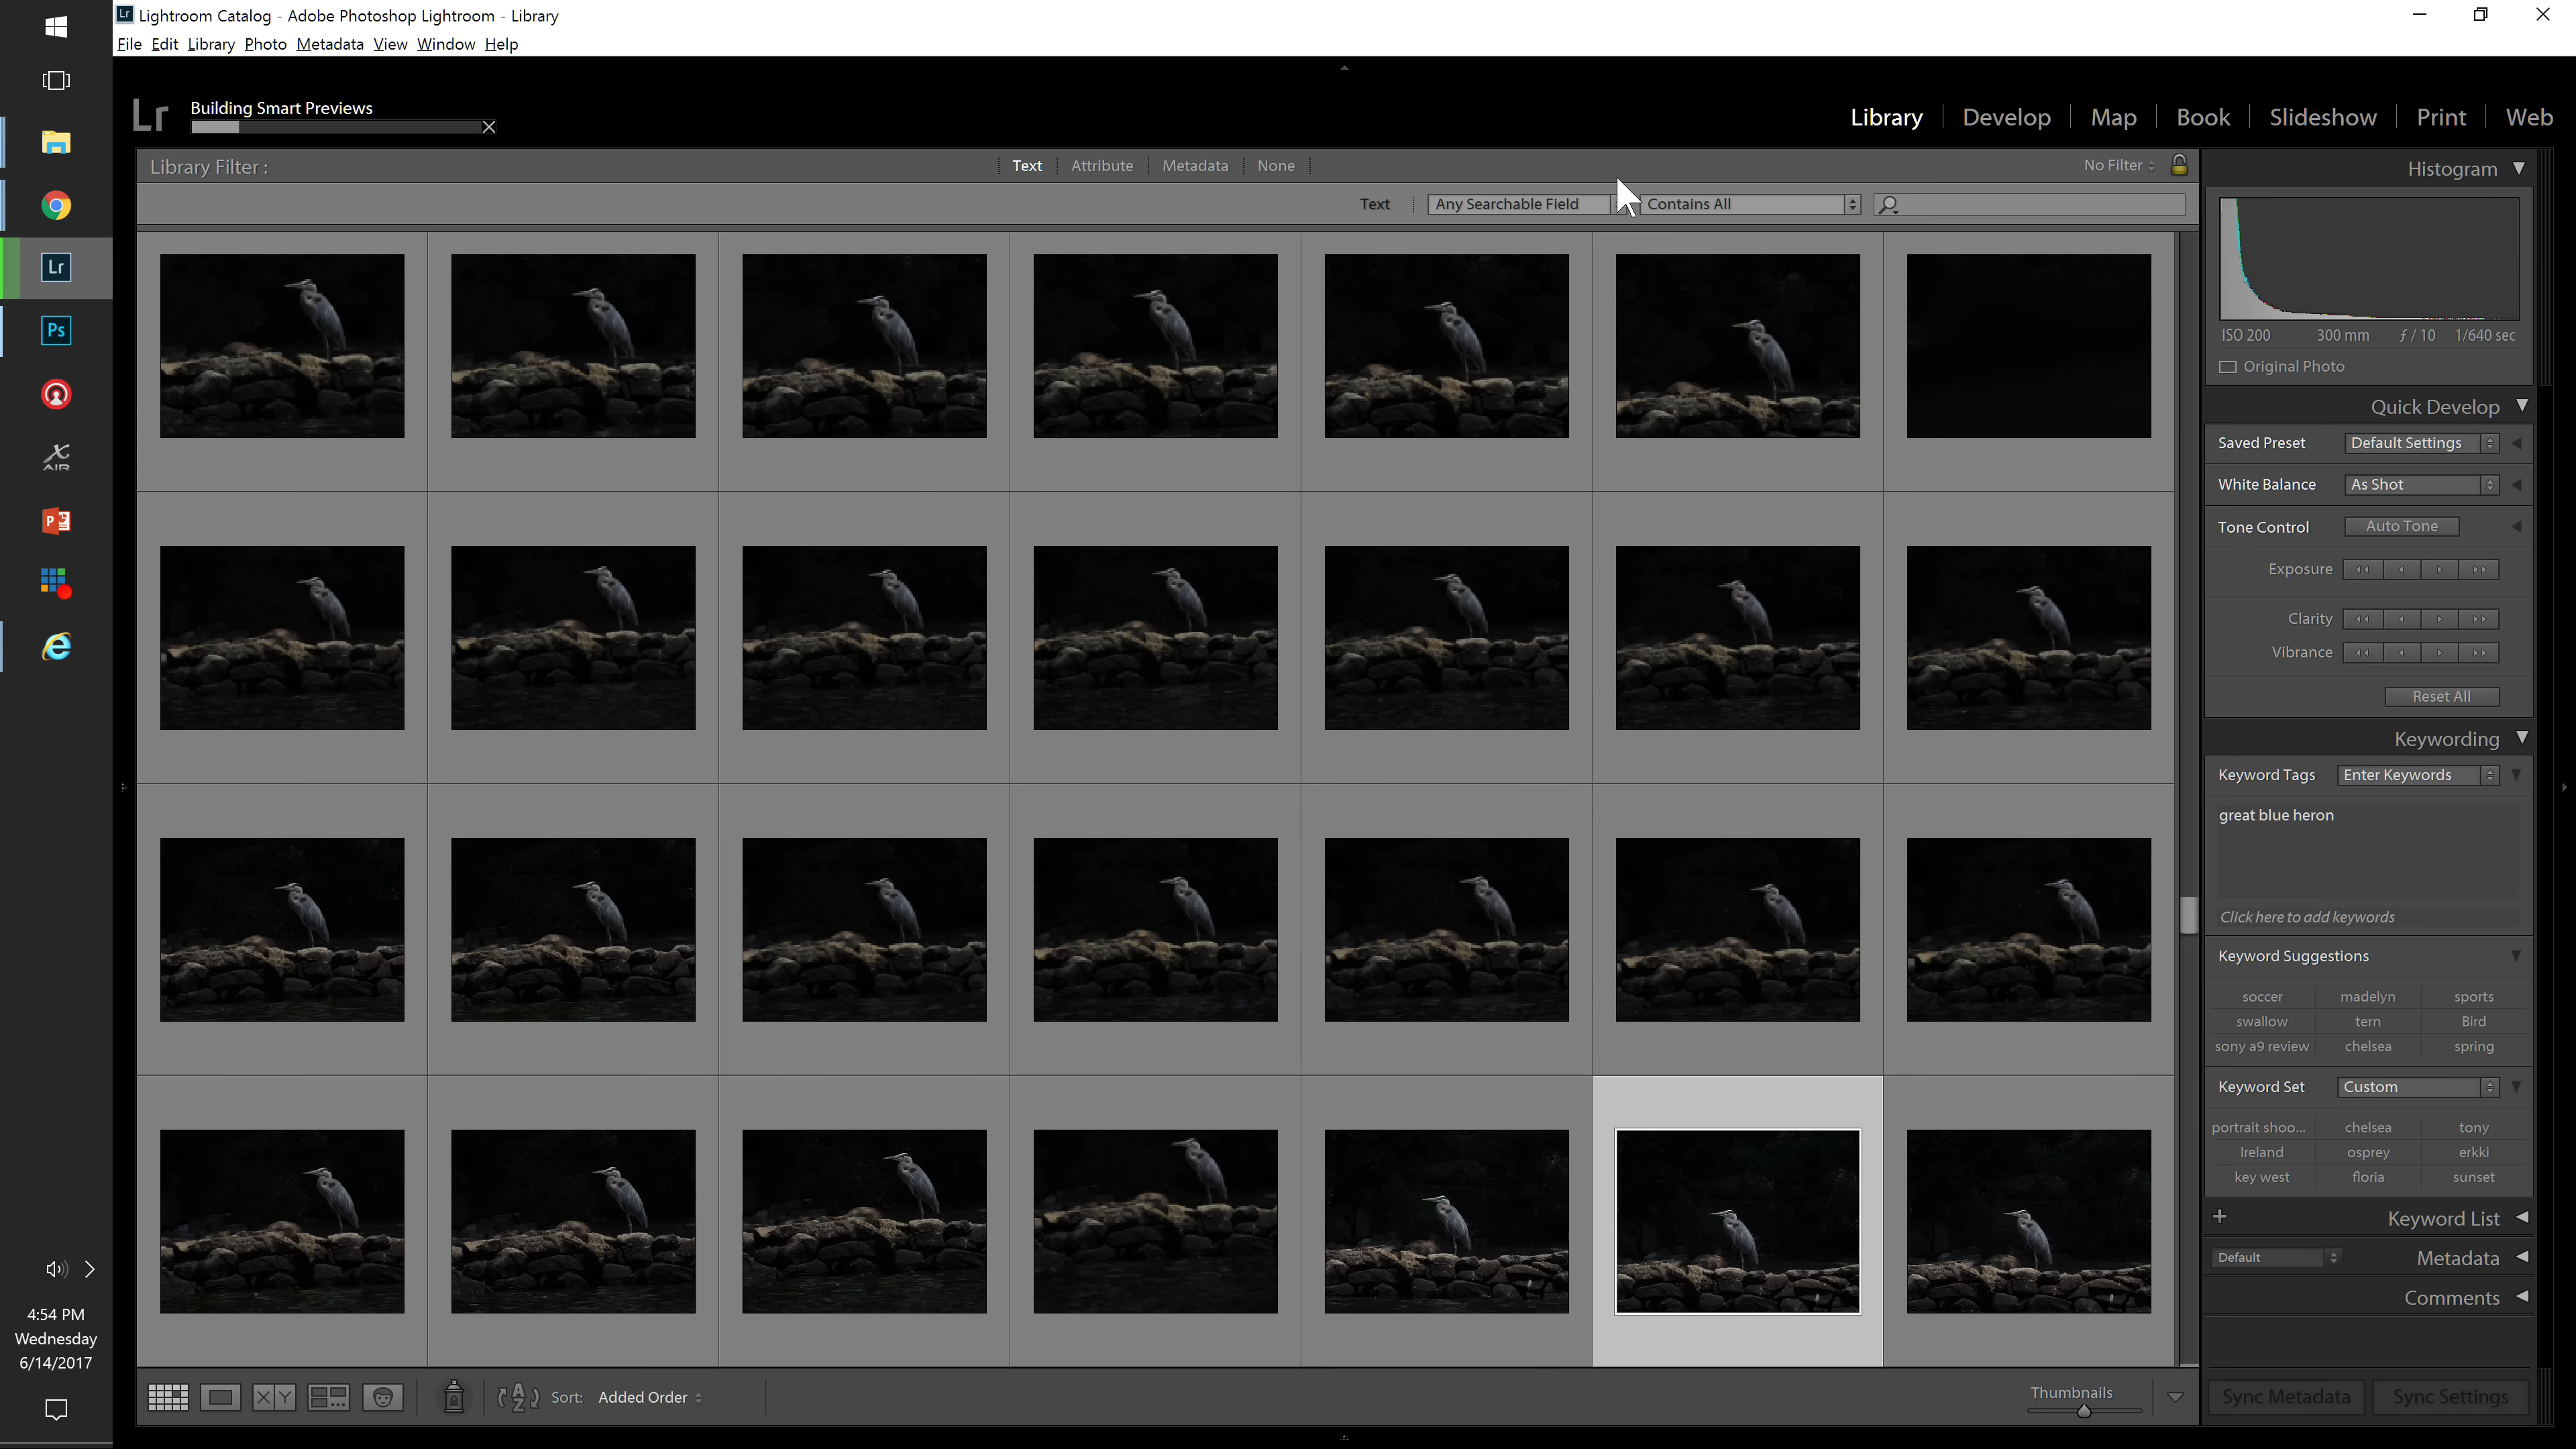 Lr Lightroom Catalog - Adobe Photoshop Lightroom - Library
File Edit Library Photo Metadata View Window Help
Lr Building Smart Previews
Library Develop Map Book Slideshow Print Web
Library Filter : Text Attribute Metadata None No Filter
Text Any Searchable Field Contains All
Histogram
ISO 200 300 mm ƒ / 10 1/640 sec
Original Photo
Quick Develop
Saved Preset Default Settings
White Balance As Shot
Tone Control Auto Tone
Exposure
Clarity
Vibrance
Reset All
Keywording
Keyword Tags Enter Keywords
great blue heron
Click here to add keywords
Keyword Suggestions
soccer madelyn sports
swallow tern Bird
sony a9 review chelsea spring
Keyword Set Custom
portrait shoo... chelsea tony
Ireland osprey erkki
key west floria sunset
Keyword List
Default Metadata
Comments
Sync Metadata Sync Settings
X Y A Z Sort: Added Order Thumbnails
Lr
Ps
X AIR
P
4:54 PM
Wednesday
6/14/2017